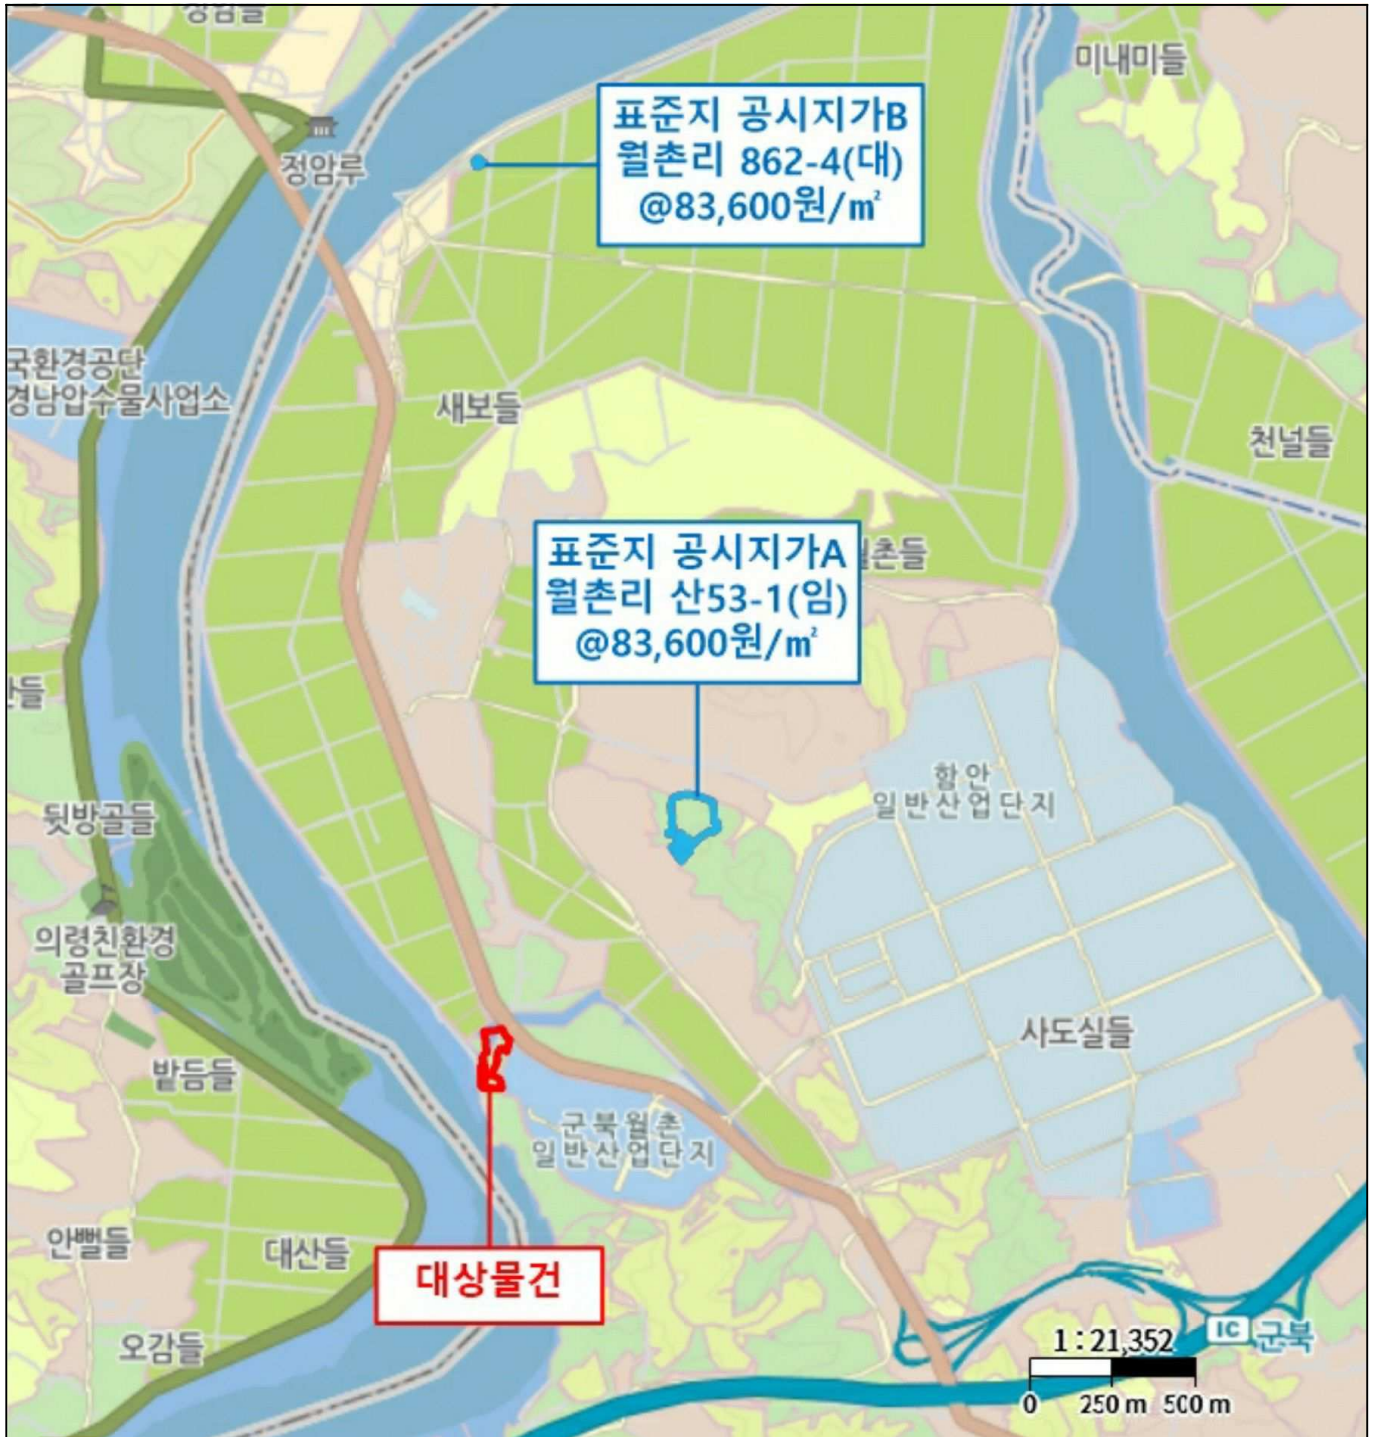 미내미들
표준지 공시지가B
월촌리 862-4(대)
@83,600원/㎡
정암루
국환경공단
경남압수물사업소
새보들
천널들
표준지 공시지가A
월촌리 산53-1(임)
@83,600원/㎡
촌들
들
함안
일반산업단지
뒷방골들
의령친환경
골프장
사도실들
밭듬들
군북월촌
일반산업단지
안뻘들
대산들
대상물건
오감들
IC 군북
1:21,352
0 250 m 500 m